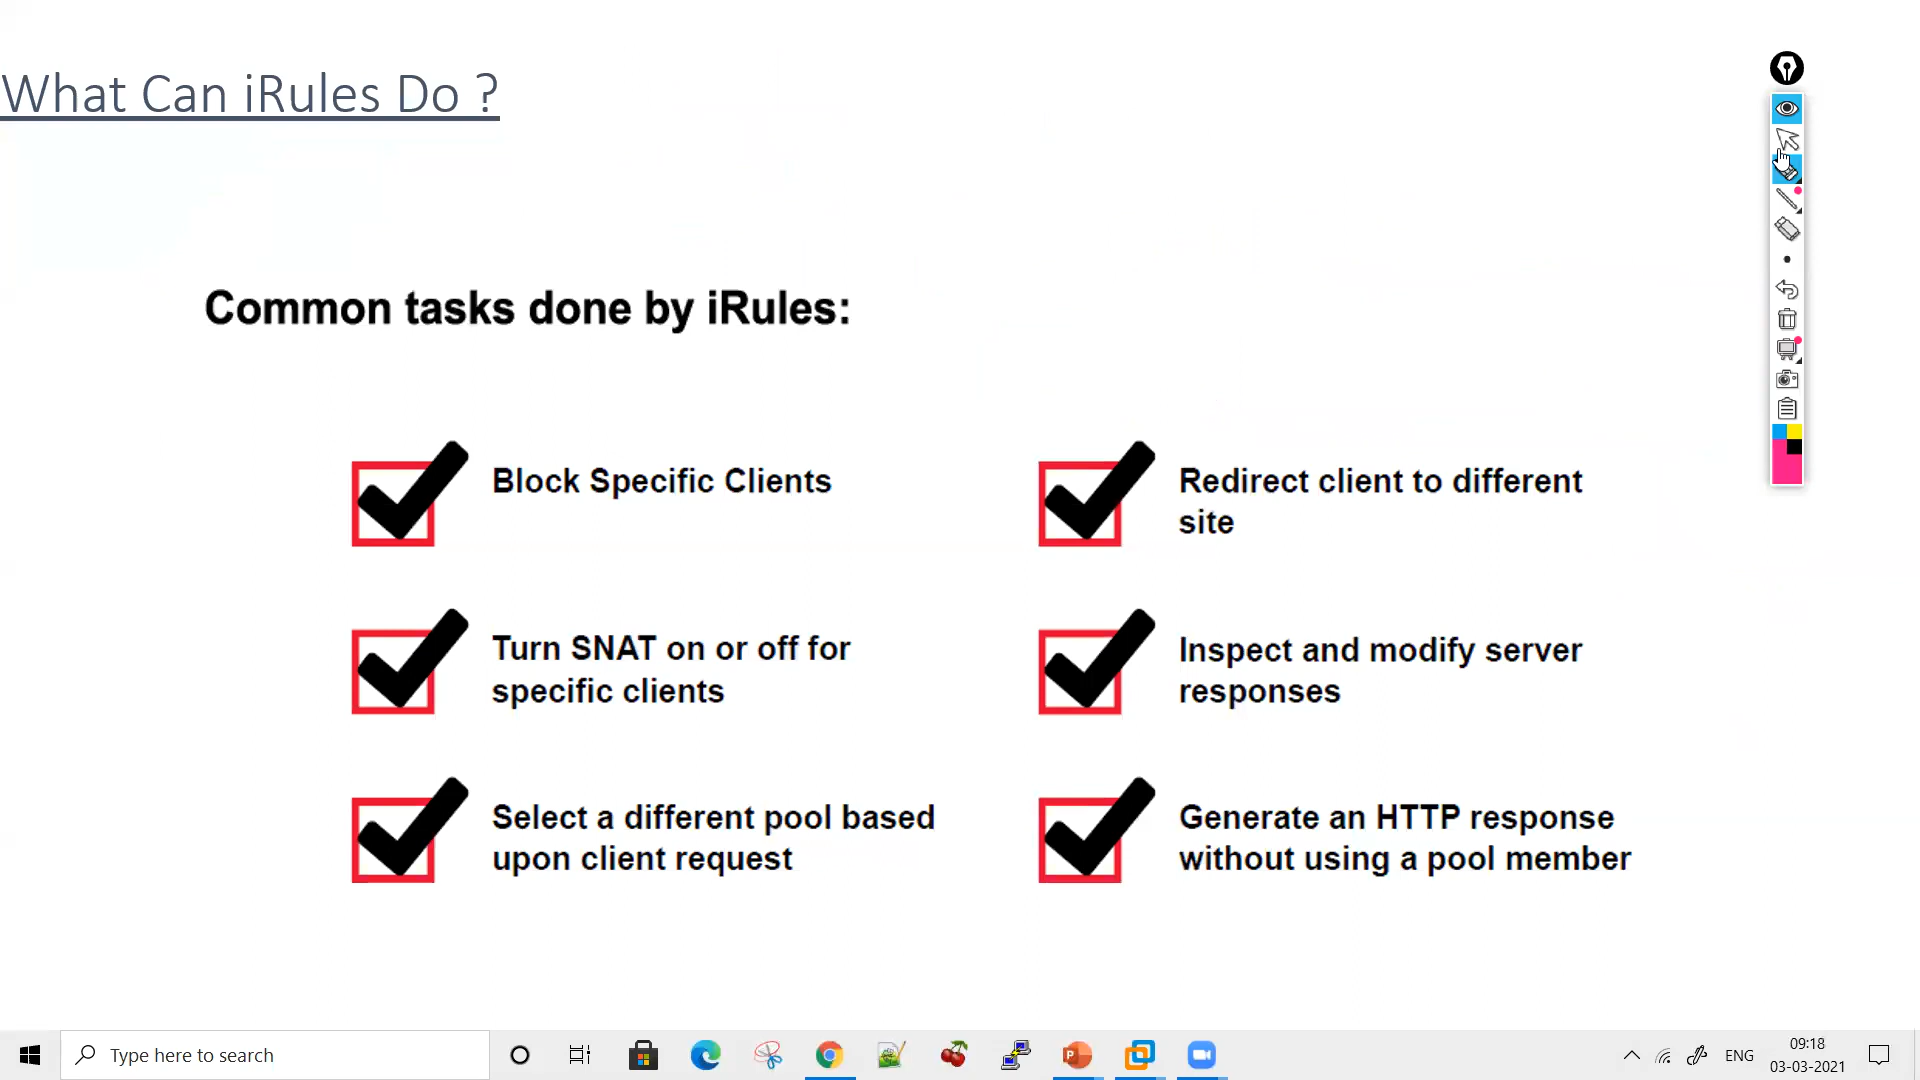 What Can iRules Do ?
Common tasks done by iRules:
Block Specific Clients
Redirect client to different
site
Turn SNAT on or off for
specific clients
Inspect and modify server
responses
Select a different pool based
upon client request
Generate an HTTP response
without using a pool member
Type here to search
ENG
09:18
03-03-2021